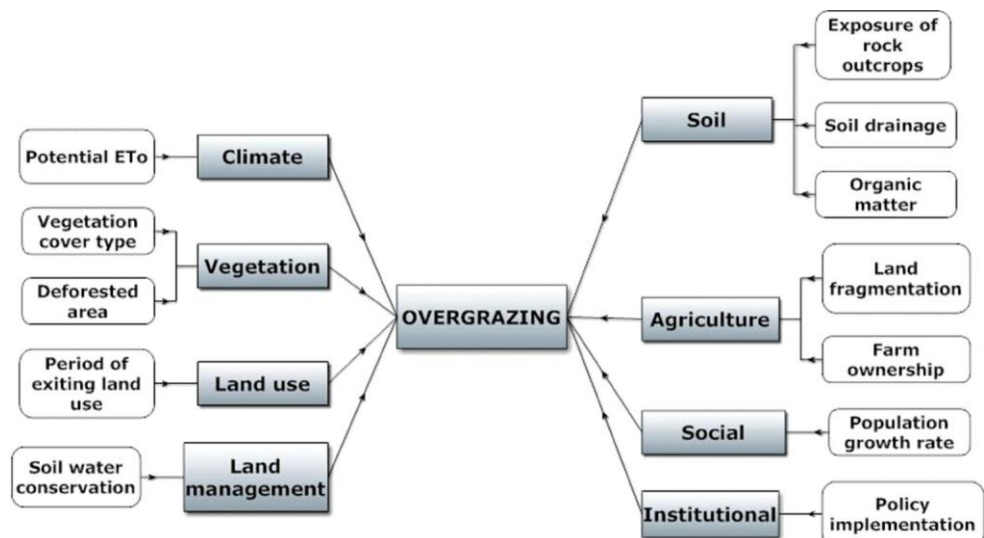 Exposure of
rock
outcrops
Soil
Soil drainage
Organic
matter
Potential ETo
Climate
Vegetation
cover type
Vegetation
Deforested
area
OVERGRAZING
Land
fragmentation
Agriculture
Farm
ownership
Period of
exiting land
use
Land use
Social
Population
growth rate
Soil water
conservation
Land
management
Institutional
Policy
implementation